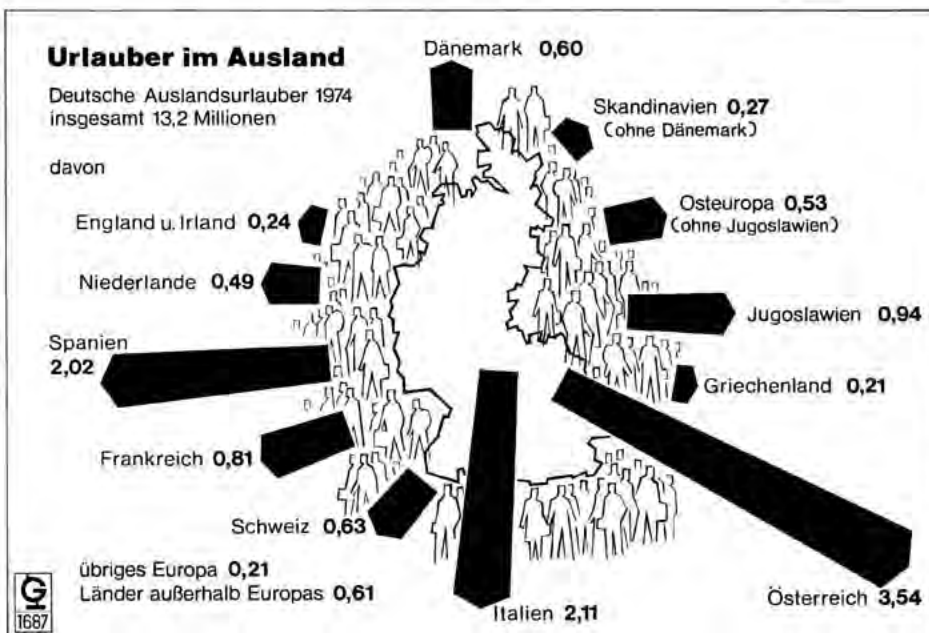 Urlauber im Ausland
Deutsche Auslandsurlauber 1974
insgesamt 13,2 Millionen
davon
Dänemark 0,60
Skandinavien 0,27
(ohne Dänemark)
England u. Irland 0,24
Osteuropa 0,53
(ohne Jugoslawien)
Niederlande 0,49
Jugoslawien 0,94
Spanien
2,02
Griechenland 0,21
Frankreich 0,81
Schweiz 0,63
übriges Europa 0,21
Länder außerhalb Europas 0,61
Italien 2,11
Österreich 3,54
G
1687